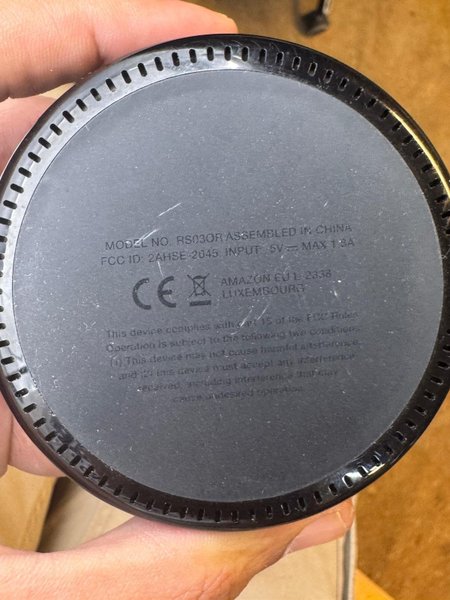 MODEL NO. RS03QR ASSEMBLED IN CHINA
FCC ID: 2AHSE-2045 INPUT: 5V MAX 1.8A
CE AMAZON EU L-2338
LUXEMBOURG
This device complies with part 15 of the FCC Rules
Operation is subject to the following two conditions
(1) This device may not cause harmful interference
and (2) this device must accept any interference
received, including interference that may
cause undesired operation.